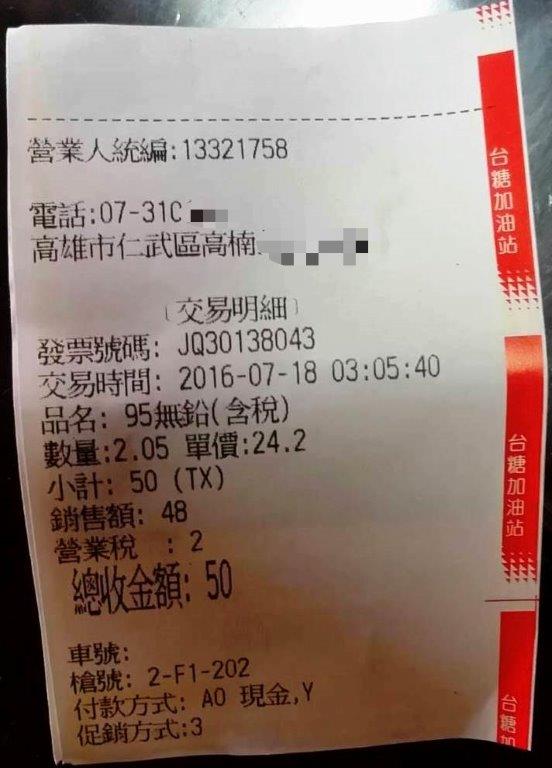 營業人統編:13321758
電話:07-31
高雄市仁武區高楠
〔交易明細〕
發票號碼: JQ30138043
交易時間: 2016-07-18 03:05:40
品名: 95無鉛(含稅)
數量:2.05 單價:24.2
小計: 50 (TX)
銷售額: 48
營業稅 : 2
總收金額: 50
車號:
槍號: 2-F1-202
付款方式: A0 現金,Y
促銷方式:3
台糖加油站
台糖加油站
台糖加